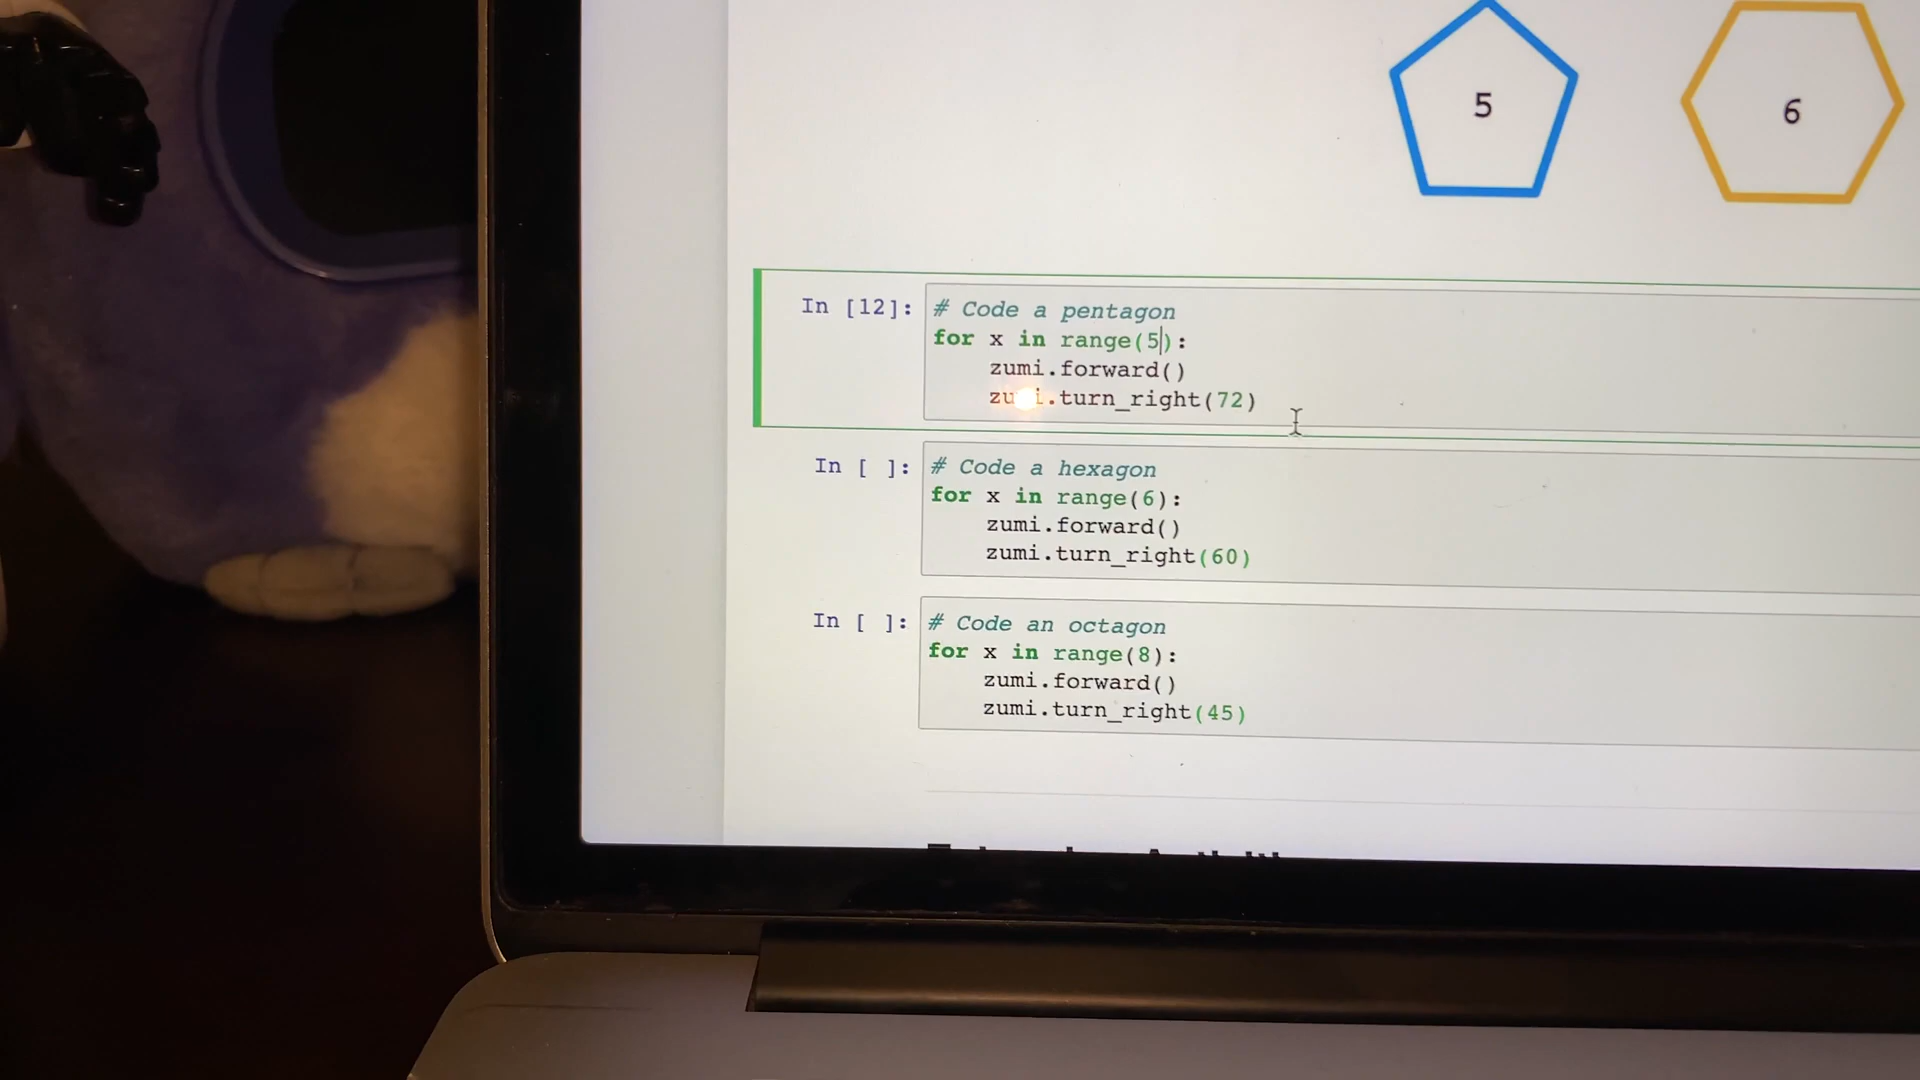 5
6
In [12]:
# Code a pentagon
for x in range(5):
zumi.forward()
zumi.turn_right(72)
In [ ]:
# Code a hexagon
for x in range(6):
zumi.forward()
zumi.turn_right(60)
In [ ]:
# Code an octagon
for x in range(8):
zumi.forward()
zumi.turn_right(45)